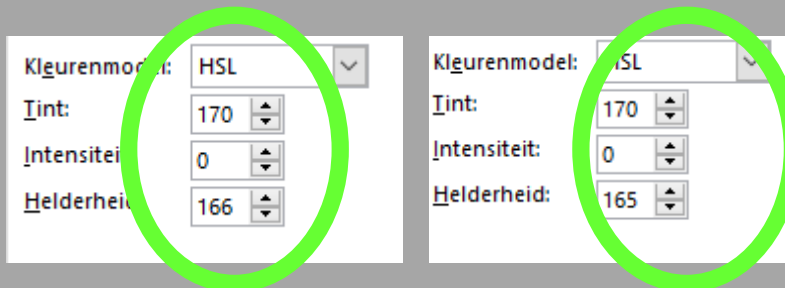 Kleurenmodel: HSL
Tint: 170
Intensiteit 0
Helderheid 166
Kleurenmodel: HSL
Tint: 170
Intensiteit: 0
Helderheid: 165